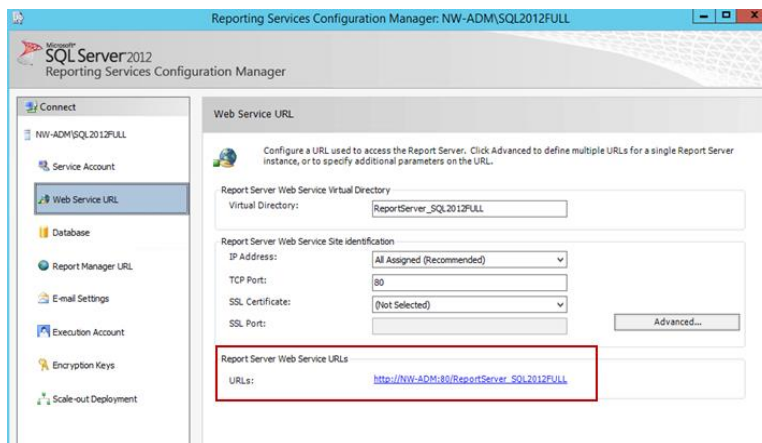 Reporting Services Configuration Manager: NW-ADM\SQL2012FULL
Microsoft
SQL Server 2012
Reporting Services Configuration Manager
Connect
NW-ADM\SQL2012FULL
Service Account
Web Service URL
Database
Report Manager URL
E-mail Settings
Execution Account
Encryption Keys
Scale-out Deployment
Web Service URL
Configure a URL used to access the Report Server. Click Advanced to define multiple URLs for a single Report Server
instance, or to specify additional parameters on the URL.
Report Server Web Service Virtual Directory
Virtual Directory: ReportServer_SQL2012FULL
Report Server Web Service Site identification
IP Address: All Assigned (Recommended)
TCP Port: 80
SSL Certificate: (Not Selected)
SSL Port:
Advanced...
Report Server Web Service URLs
URLs: http://NW-ADM:80/ReportServer_SQL2012FULL